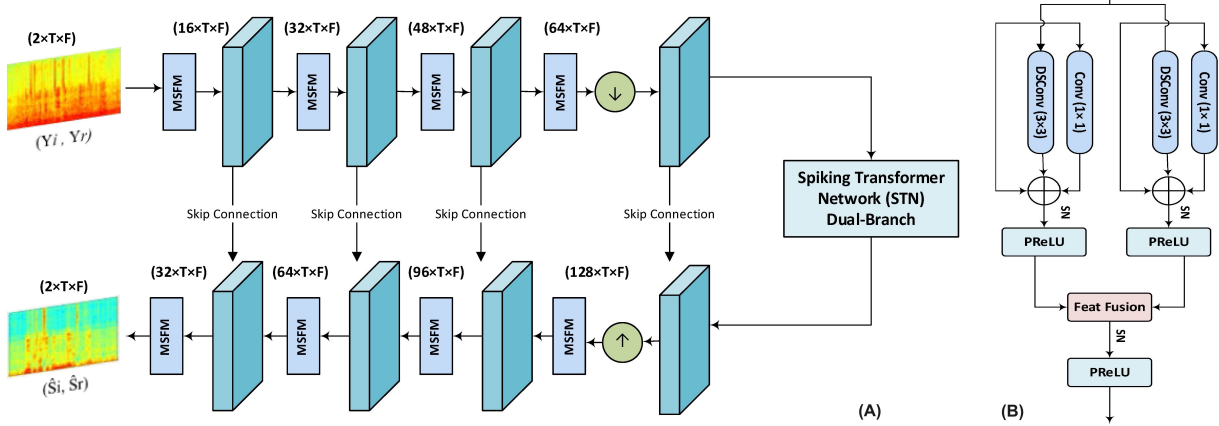 (2×T×F)
(16×T×F)
(32×T×F)
(48×T×F)
(64×T×F)
MSFM
MSFM
MSFM
MSFM
↓
(Yi , Yr)
Skip Connection
Skip Connection
Skip Connection
Skip Connection
Spiking Transformer
Network (STN)
Dual-Branch
(2×T×F)
(32×T×F)
(64×T×F)
(96×T×F)
(128×T×F)
MSFM
MSFM
MSFM
MSFM
↑
(Ŝi, Ŝr)
(A)
DSConv (3×3)
Conv (1× 1)
DSConv (3×3)
Conv (1× 1)
SN
SN
PReLU
PReLU
Feat Fusion
SN
PReLU
(B)